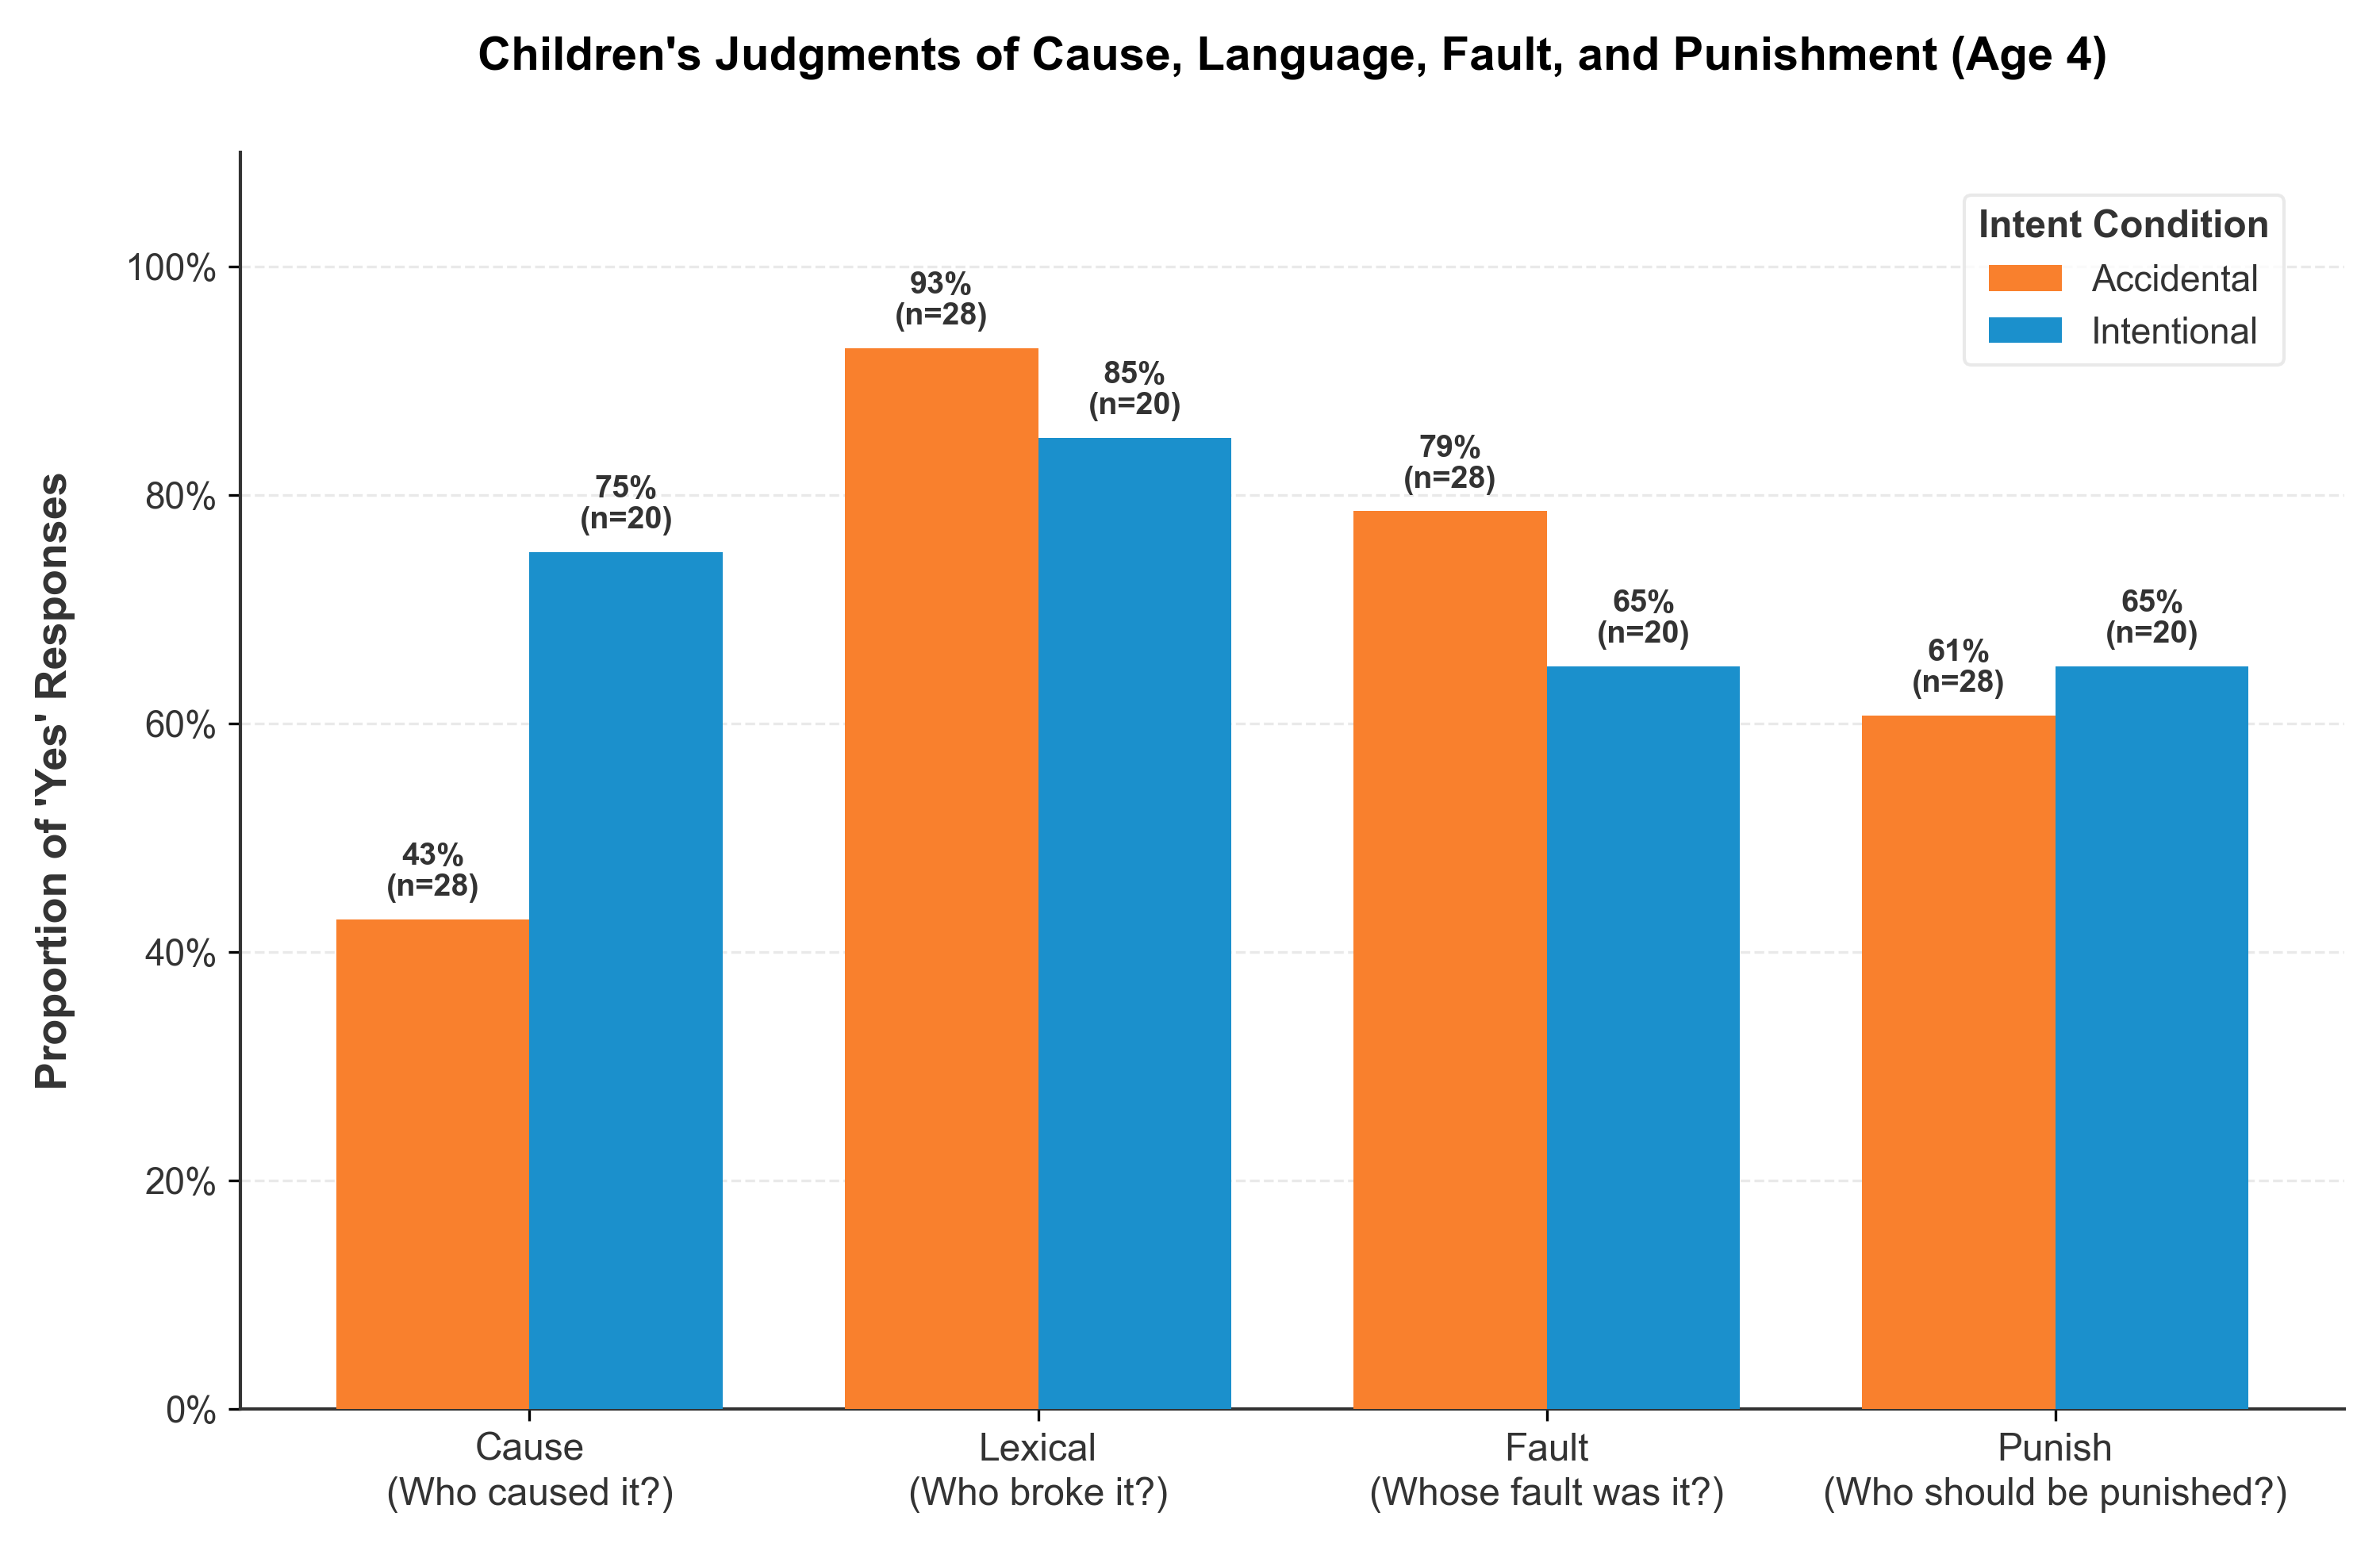 Children's Judgments of Cause, Language, Fault, and Punishment (Age 4)
Proportion of 'Yes' Responses
100%
80%
60%
40%
20%
0%
Intent Condition
Accidental
Intentional
43%
(n=28)
75%
(n=20)
93%
(n=28)
85%
(n=20)
79%
(n=28)
65%
(n=20)
61%
(n=28)
65%
(n=20)
Cause
(Who caused it?)
Lexical
(Who broke it?)
Fault
(Whose fault was it?)
Punish
(Who should be punished?)